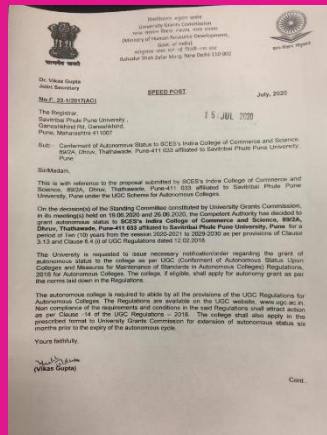 विश्वविद्यालय अनुदान आयोग
University Grants Commission
(Ministry of Human Resource Development,
Govt. of India)
Bahadur Shah Zafar Marg, New Delhi-110 002
Dr. Vikas Gupta
Joint Secretary
SPEED POST
July, 2020
No.F. 22-1/2017(AC)
The Registrar,
Savitribai Phule Pune University,
Ganeshkhind Rd, Ganeshkhind,
Pune, Maharashtra 411007
15 JUL 2020
Sub:- Conferment of Autonomous Status to SCES's Indira College of Commerce and Science,
89/2A, Dhruv, Thathawade, Pune-411 033 affiliated to Savitribai Phule Pune University,
Pune
Sir/Madam,
This is with reference to the proposal submitted by SCES's Indira College of Commerce and
Science, 89/2A, Dhruv, Thathawade, Pune-411 033 affiliated to Savitribai Phule Pune
University, Pune under the UGC Scheme for Autonomous Colleges.
On the decision(s) of the Standing Committee constituted by University Grants Commission,
in its meeting(s) held on 19.06.2020 and 26.06.2020, the Competent Authority has decided to
grant autonomous status to SCES's Indira College of Commerce and Science, 89/2A,
Dhruv, Thathawade, Pune-411 033 affiliated to Savitribai Phule Pune University, Pune for a
period of Ten (10) years from the session 2020-2021 to 2029-2030 as per provisions of Clause
3.13 and Clause 6.4 (i) of UGC Regulations dated 12.02.2018.
The University is requested to issue necessary notification/order regarding the grant of
autonomous status to the college as per UGC (Conferment of Autonomous Status Upon
Colleges and Measures for Maintenance of Standards in Autonomous Colleges) Regulations,
2018 for Autonomous Colleges. The college, if eligible, shall apply for autonomy grant as per
the norms laid down in the Regulations.
The autonomous college is required to abide by all the provisions of the UGC Regulations for
Autonomous Colleges. The Regulations are available on the UGC website, www.ugc.ac.in.
Non compliance of the requirements and conditions in the said Regulations shall attract action
as per Clause -14 of the UGC Regulations – 2018. The college shall also apply in the
prescribed format to University Grants Commission for extension of autonomous status six
months prior to the expiry of the autonomous cycle.
Yours faithfully,
(Vikas Gupta)
Cont..